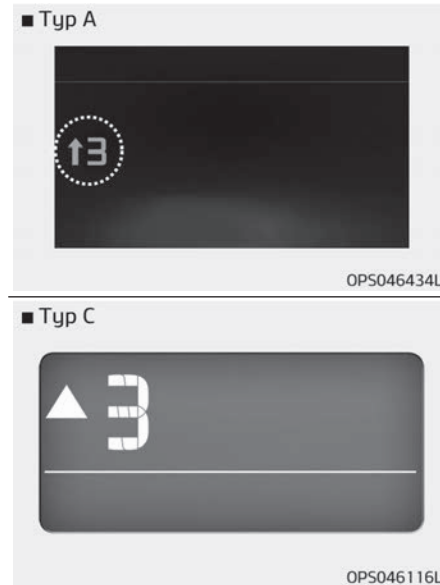 ■ Typ A
↑3
OPS046434L
■ Typ C
▲ 3
OPS046116L